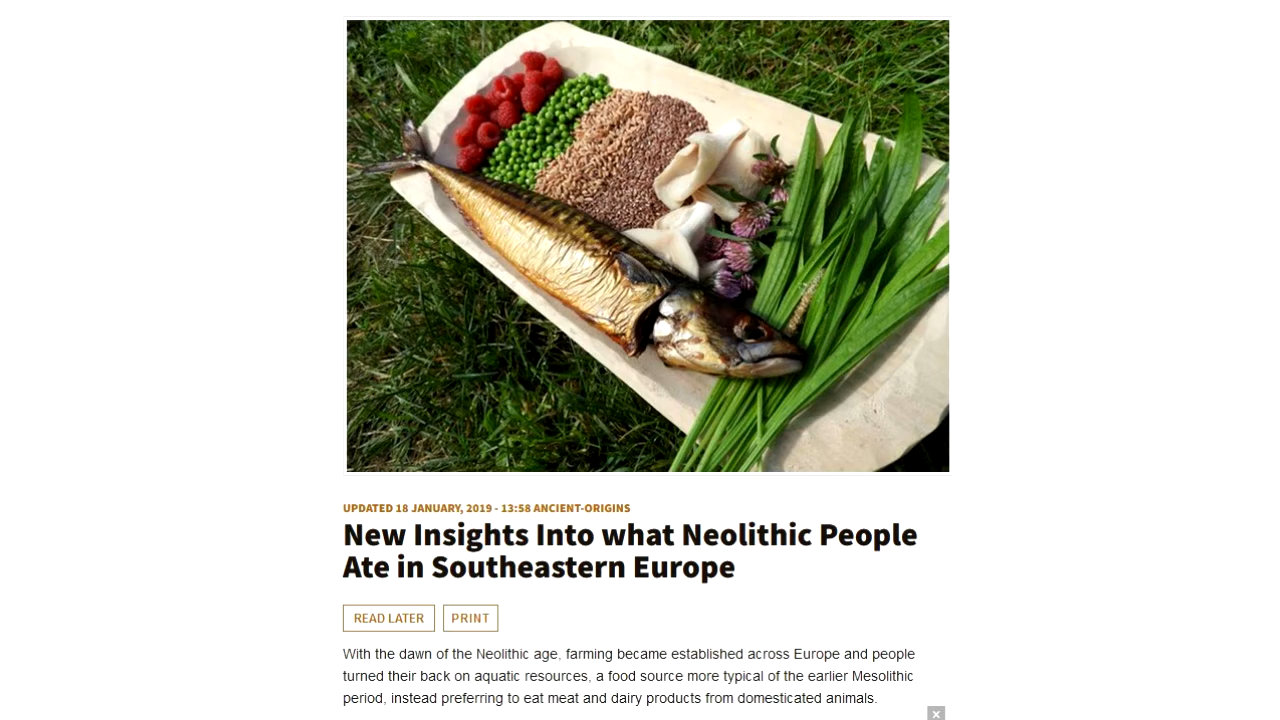 UPDATED 18 JANUARY, 2019 - 13:58 ANCIENT-ORIGINS
New Insights Into what Neolithic People
Ate in Southeastern Europe
READ LATER PRINT
With the dawn of the Neolithic age, farming became established across Europe and people
turned their back on aquatic resources, a food source more typical of the earlier Mesolithic
period, instead preferring to eat meat and dairy products from domesticated animals.
x